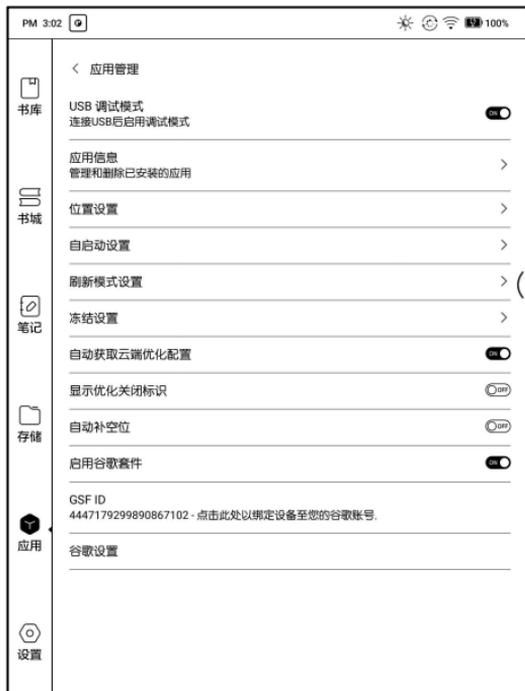 PM 3:02
100%
应用管理
USB 调试模式
ON
连接USB后启用调试模式
应用信息
管理和删除已安装的应用
位置设置
自启动设置
刷新模式设置
冻结设置
自动获取云端优化配置
ON
显示优化关闭标识
OFF
自动补空位
OFF
启用谷歌套件
ON
GSF ID
4447179299890867102 - 点击此处以绑定设备至您的谷歌账号.
谷歌设置
书库
书城
笔记
存储
应用
设置